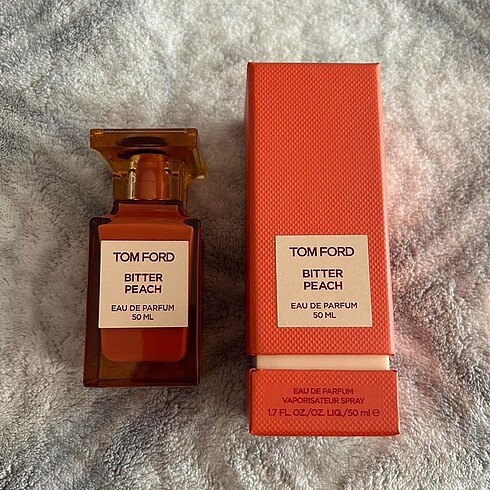 TOM FORD
BITTER
PEACH
EAU DE PARFUM
50 ML
TOM FORD
BITTER
PEACH
EAU DE PARFUM
50 ML
EAU DE PARFUM
VAPORISATEUR SPRAY
1.7 FL. OZ./OZ. LIQ./50 ml ℮